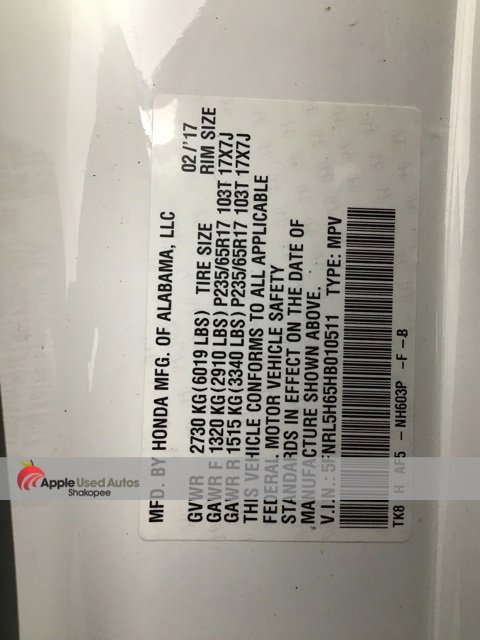 MFD. BY HONDA MFG. OF ALABAMA, LLC 02/'17
GVWR 2730 KG(6019 LBS) TIRE SIZE RIM SIZE
GAWR F 1320 KG(2910 LBS) P235/65R17 103T 17X7J
GAWR R 1515 KG(3340 LBS) P235/65R17 103T 17X7J
THIS VEHICLE CONFORMS TO ALL APPLICABLE
FEDERAL MOTOR VEHICLE SAFETY
STANDARDS IN EFFECT ON THE DATE OF
MANUFACTURE SHOWN ABOVE.
V.I.N.: 5FNRL5H65HB010511 TYPE: MPV
TK8 H AF5 - NH603P -F-8
Apple Used Autos
Shakopee